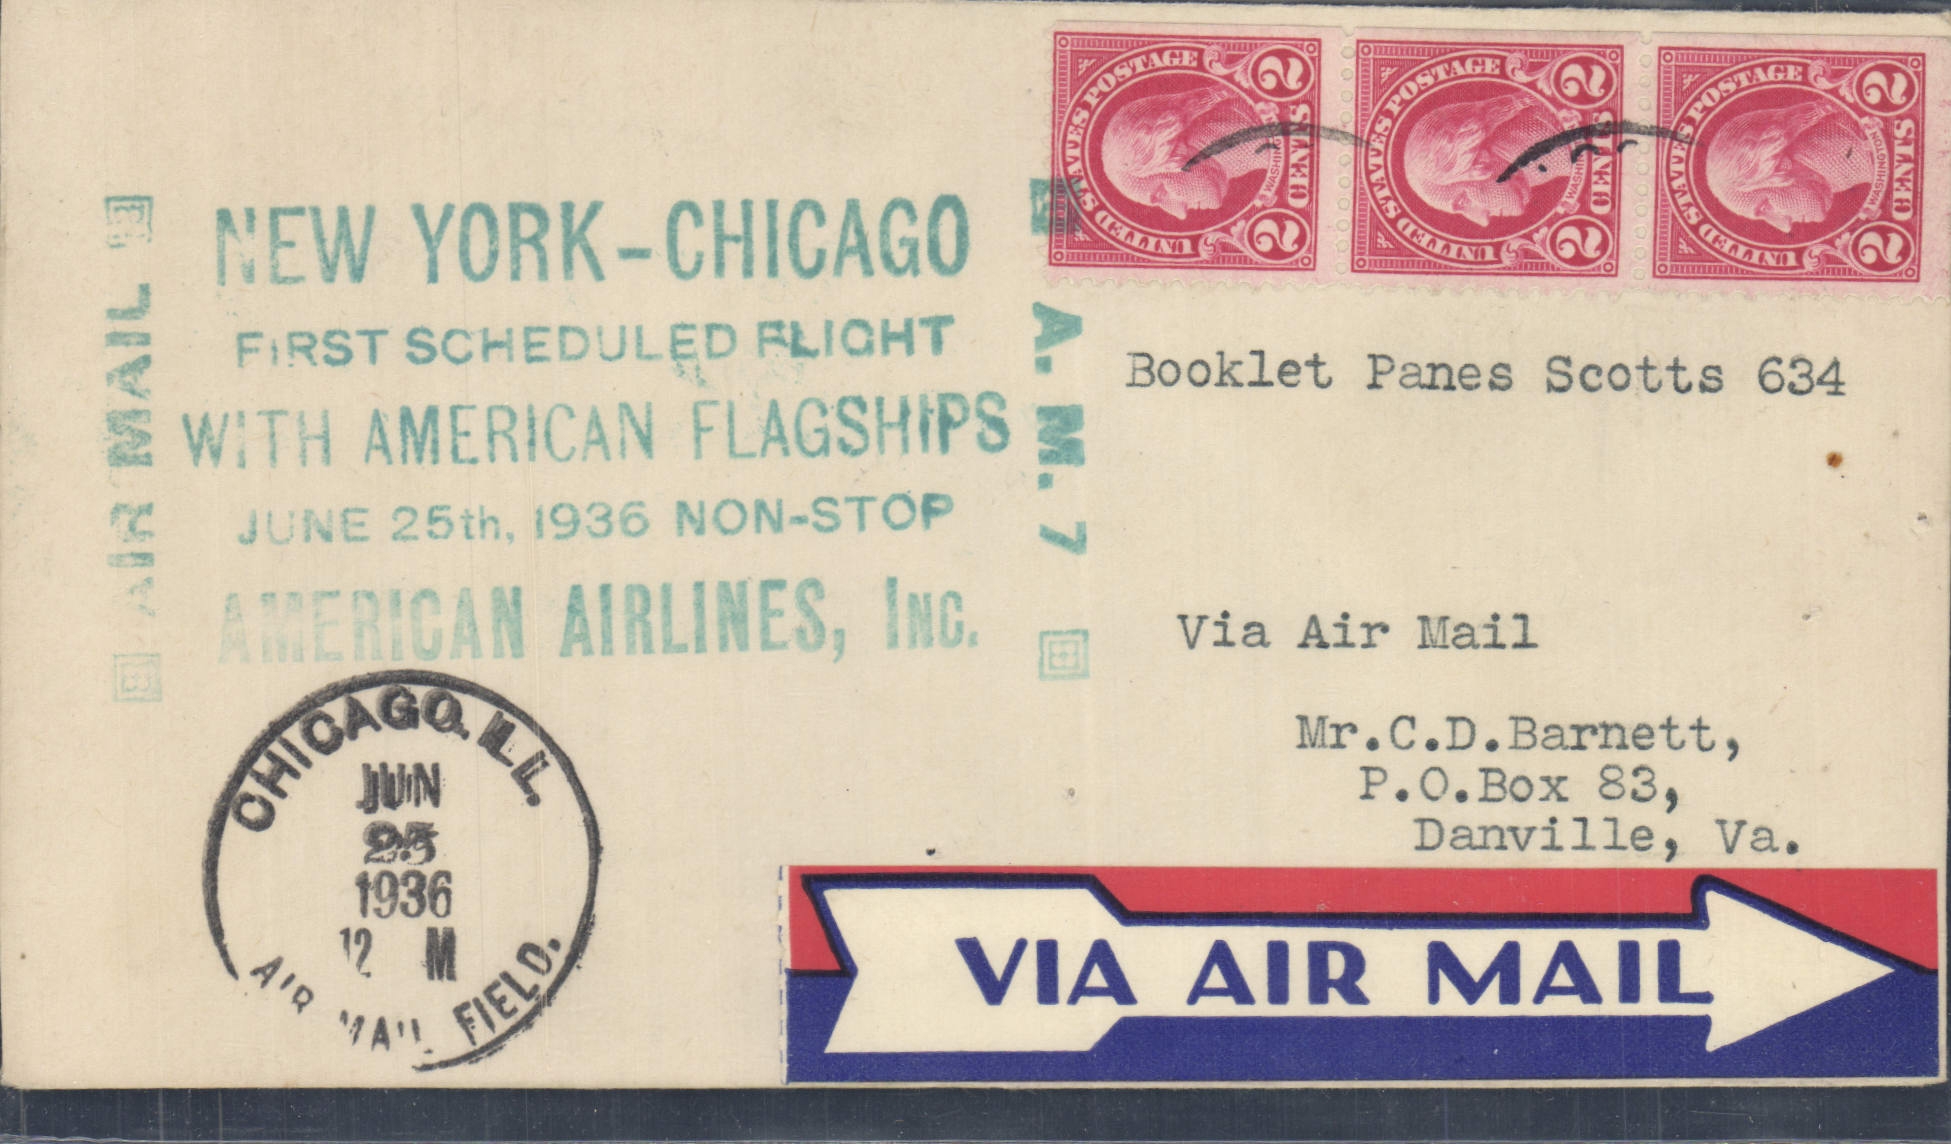 UNITED STATES POSTAGE
WASHINGTON
2 2
UNITED STATES POSTAGE
WASHINGTON
2 2
UNITED STATES POSTAGE
WASHINGTON
2 2
AIR MAIL
NEW YORK-CHICAGO
FIRST SCHEDULED FLIGHT
WITH AMERICAN FLAGSHIPS
JUNE 25th, 1936 NON-STOP
AMERICAN AIRLINES, INC.
A. M. 7
Booklet Panes Scotts 634
Via Air Mail
Mr.C.D.Barnett,
P.O.Box 83,
Danville, Va.
CHICAGO, ILL.
JUN
25
1936
12 M
AIR MAIL FIELD.
VIA AIR MAIL